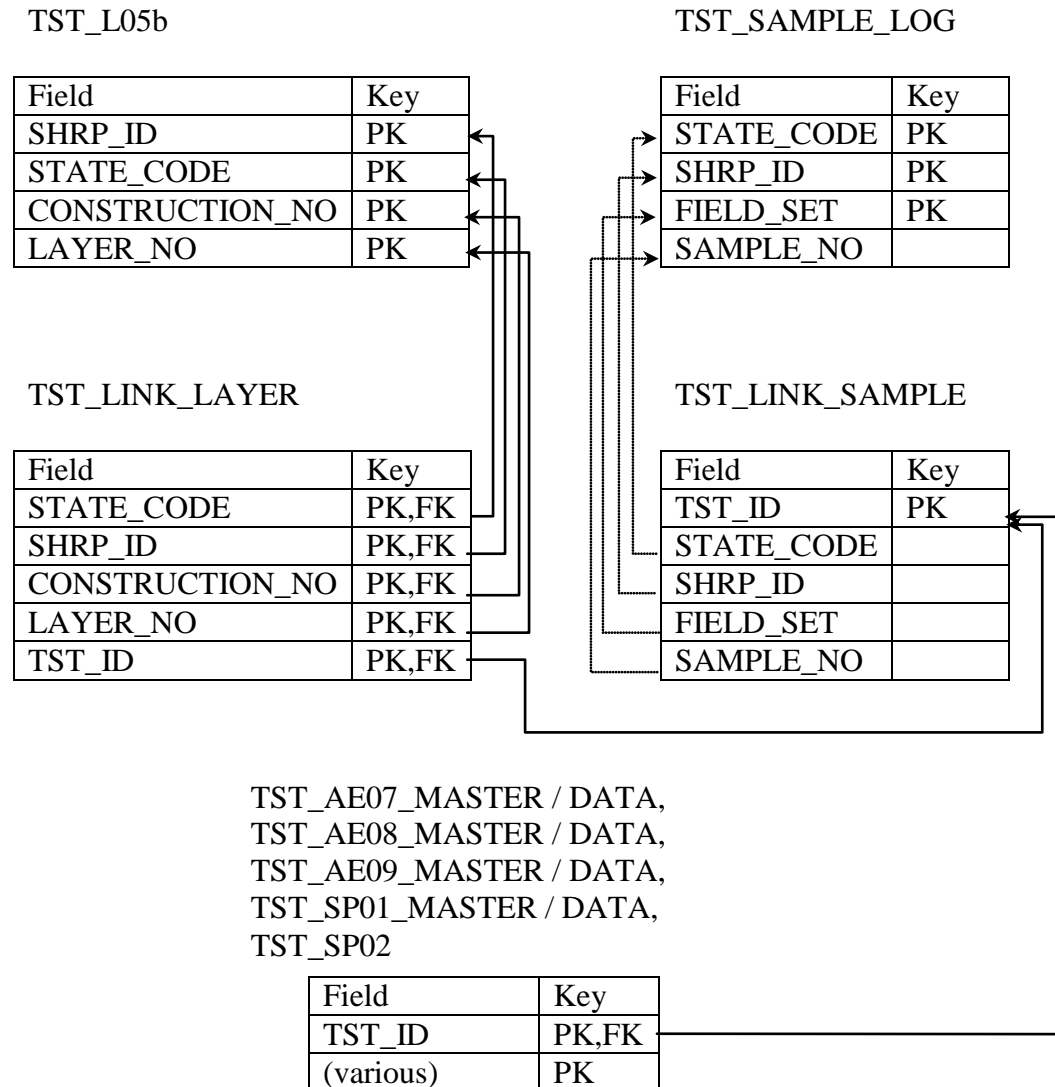 TST_L05b
Field Key
SHRP_ID PK
STATE_CODE PK
CONSTRUCTION_NO PK
LAYER_NO PK
TST_SAMPLE_LOG
Field Key
STATE_CODE PK
SHRP_ID PK
FIELD_SET PK
SAMPLE_NO
TST_LINK_LAYER
Field Key
STATE_CODE PK,FK
SHRP_ID PK,FK
CONSTRUCTION_NO PK,FK
LAYER_NO PK,FK
TST_ID PK,FK
TST_LINK_SAMPLE
Field Key
TST_ID PK
STATE_CODE
SHRP_ID
FIELD_SET
SAMPLE_NO
TST_AE07_MASTER / DATA,
TST_AE08_MASTER / DATA,
TST_AE09_MASTER / DATA,
TST_SP01_MASTER / DATA,
TST_SP02
Field Key
TST_ID PK,FK
(various) PK